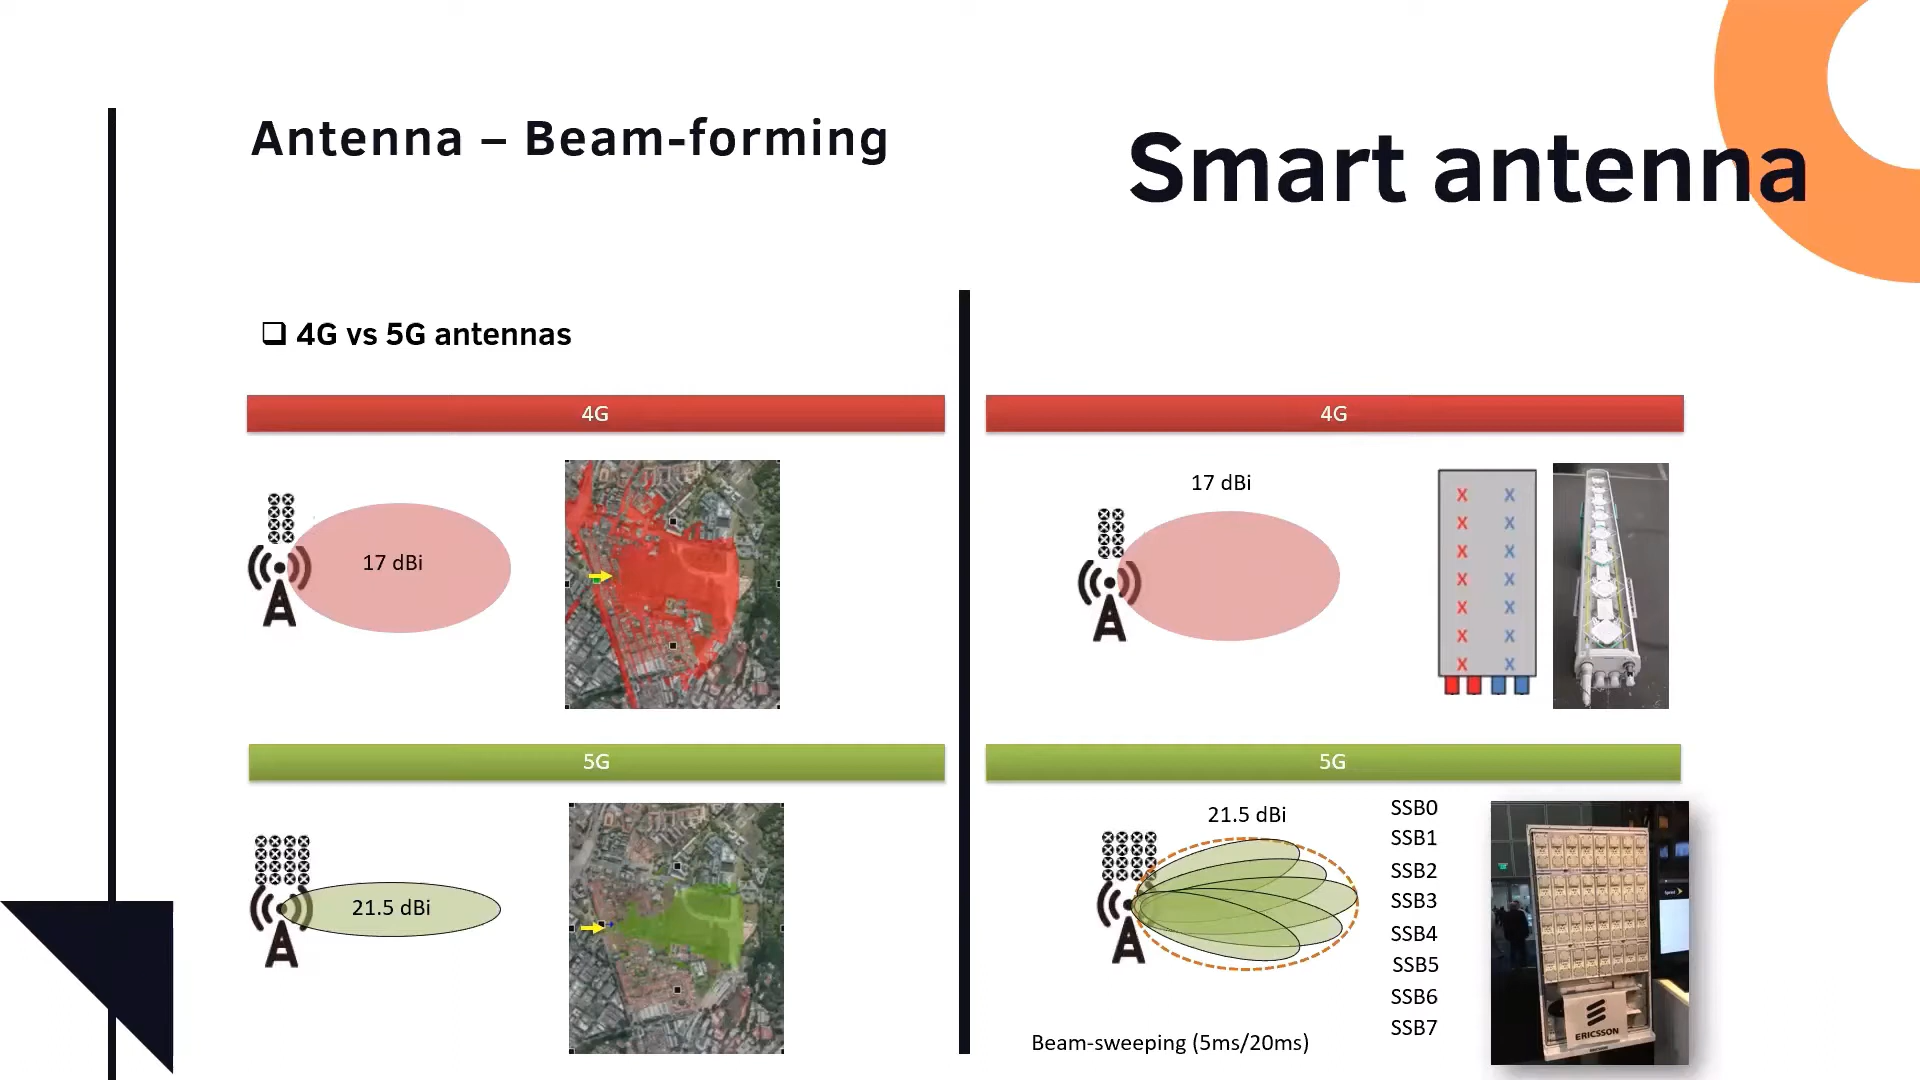 Antenna – Beam-forming
Smart antenna
4G vs 5G antennas
4G
17 dBi
5G
21.5 dBi
4G
17 dBi
X X
X X
X X
X X
X X
X X
X X
5G
21.5 dBi
SSB0
SSB1
SSB2
SSB3
SSB4
SSB5
SSB6
SSB7
Beam-sweeping (5ms/20ms)
ERICSSON